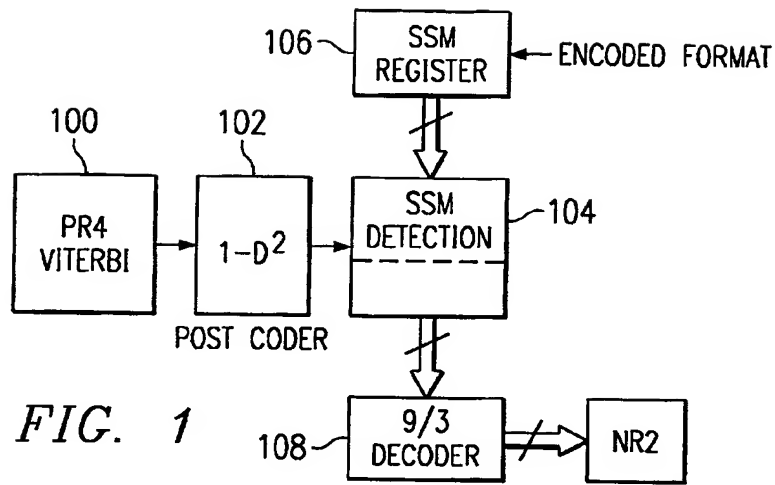 106
SSM
REGISTER
ENCODED FORMAT
100
102
PR4
VITERBI
1-D²
SSM
DETECTION
104
POST CODER
FIG. 1
108
9/3
DECODER
NR2